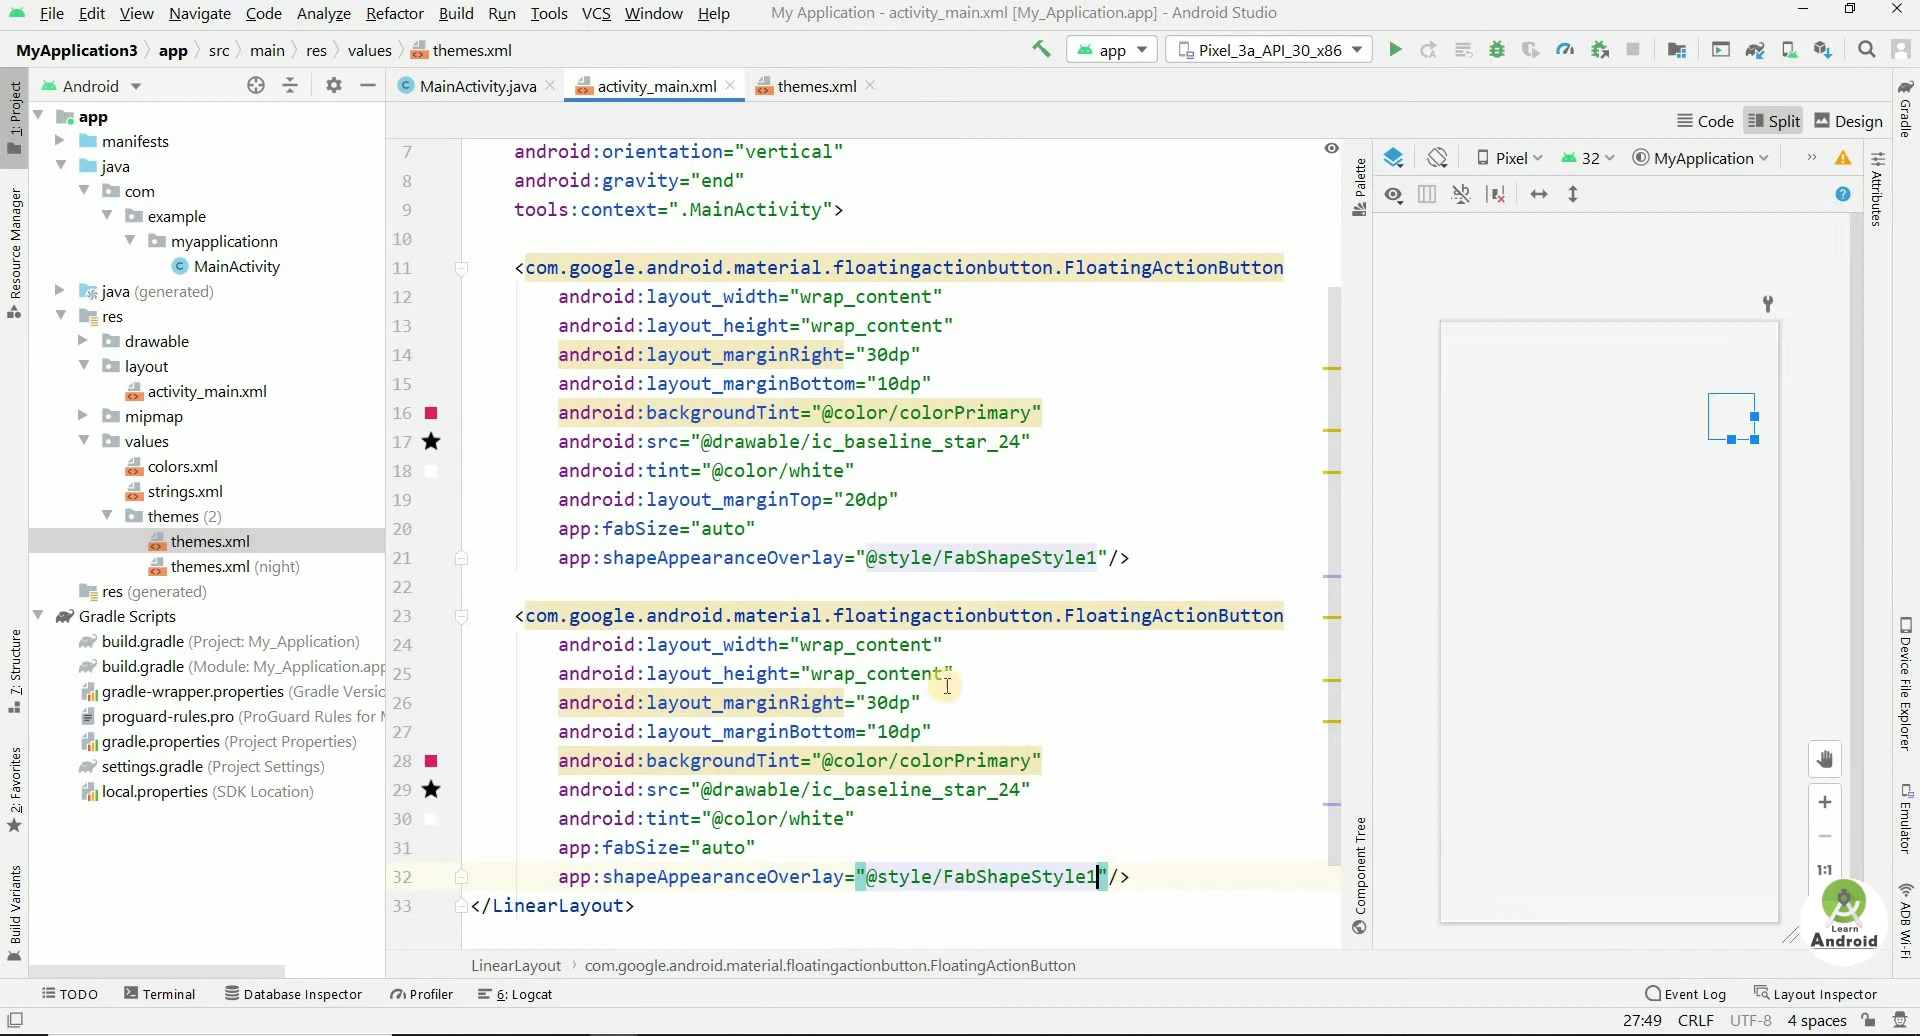 File Edit View Navigate Code Analyze Refactor Build Run Tools VCS Window Help My Application - activity_main.xml [My_Application.app] - Android Studio
MyApplication3 app src main res values themes.xml app Pixel_3a_API_30_x86
Android MainActivity.java activity_main.xml themes.xml
Code Split Design
1: Project
Resource Manager
7: Structure
2: Favorites
Build Variants
app
manifests
java
com
example
myapplicationn
MainActivity
java (generated)
res
drawable
layout
activity_main.xml
mipmap
values
colors.xml
strings.xml
themes (2)
themes.xml
themes.xml (night)
res (generated)
Gradle Scripts
build.gradle (Project: My_Application)
build.gradle (Module: My_Application.app
gradle-wrapper.properties (Gradle Versio
proguard-rules.pro (ProGuard Rules for
gradle.properties (Project Properties)
settings.gradle (Project Settings)
local.properties (SDK Location)
7 android:orientation="vertical"
8 android:gravity="end"
9 tools:context=".MainActivity">
10
11 <com.google.android.material.floatingactionbutton.FloatingActionButton
12 android:layout_width="wrap_content"
13 android:layout_height="wrap_content"
14 android:layout_marginRight="30dp"
15 android:layout_marginBottom="10dp"
16 android:backgroundTint="@color/colorPrimary"
17 android:src="@drawable/ic_baseline_star_24"
18 android:tint="@color/white"
19 android:layout_marginTop="20dp"
20 app:fabSize="auto"
21 app:shapeAppearanceOverlay="@style/FabShapeStyle1"/>
22
23 <com.google.android.material.floatingactionbutton.FloatingActionButton
24 android:layout_width="wrap_content"
25 android:layout_height="wrap_content"
26 android:layout_marginRight="30dp"
27 android:layout_marginBottom="10dp"
28 android:backgroundTint="@color/colorPrimary"
29 android:src="@drawable/ic_baseline_star_24"
30 android:tint="@color/white"
31 app:fabSize="auto"
32 app:shapeAppearanceOverlay="@style/FabShapeStyle1"/>
33 </LinearLayout>
LinearLayout com.google.android.material.floatingactionbutton.FloatingActionButton
Palette
Component Tree
Pixel 32 MyApplication
1:1
Learn
Android
Gradle
Attributes
Device File Explorer
Emulator
ADB Wi-Fi
TODO Terminal Database Inspector Profiler 6: Logcat Event Log Layout Inspector
27:49 CRLF UTF-8 4 spaces